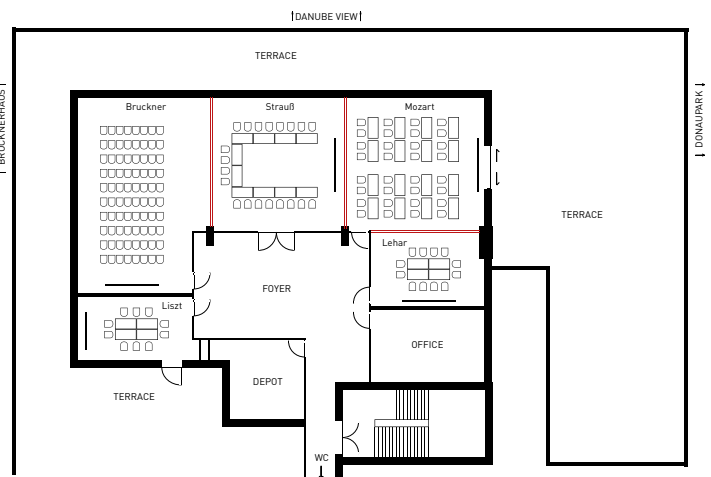 DANUBE VIEW
TERRACE
BRUCKNERHAUS
DONAUPARK
Bruckner
Strauß
Mozart
TERRACE
Lehar
FOYER
Liszt
OFFICE
DEPOT
TERRACE
WC